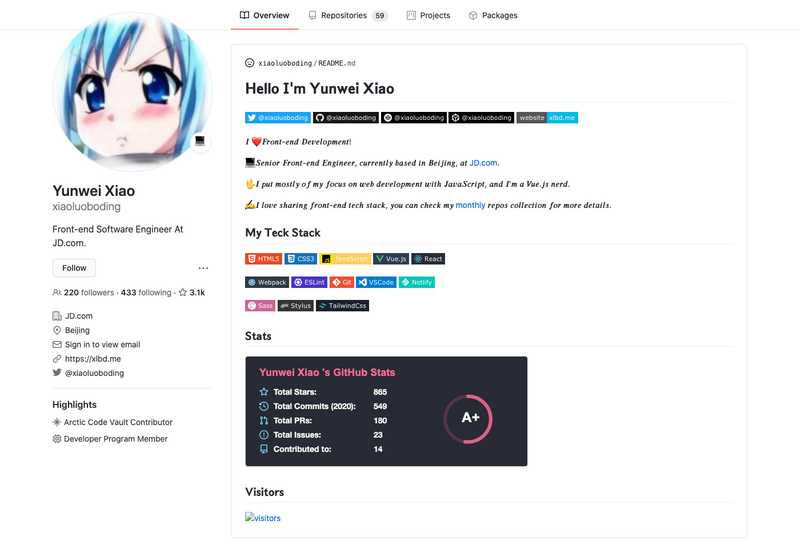 Overview
Repositories 59
Projects
Packages
Yunwei Xiao
xiaoluoboding
Front-end Software Engineer At
JD.com.
Follow
220 followers · 433 following · 3.1k
JD.com
Beijing
Sign in to view email
https://xlbd.me
@xiaoluoboding
Highlights
Arctic Code Vault Contributor
Developer Program Member
xiaoluoboding/README.md
Hello I'm Yunwei Xiao
@xiaoluoboding @xiaoluoboding @xiaoluoboding @xiaoluoboding website xlbd.me
I ❤️Front-end Development!
Senior Front-end Engineer, currently based in Beijing, at JD.com.
I put mostly of my focus on web development with JavaScript, and I'm a Vue.js nerd.
I love sharing front-end tech stack, you can check my monthly repos collection for more details.
My Teck Stack
HTML5 CSS3 JavaScript Vue.js React
Webpack ESLint Git VSCode Netlify
Sass Stylus TailwindCss
Stats
Yunwei Xiao 's GitHub Stats
Total Stars: 865
Total Commits (2020): 549
Total PRs: 180
Total Issues: 23
Contributed to: 14
A+
Visitors
visitors